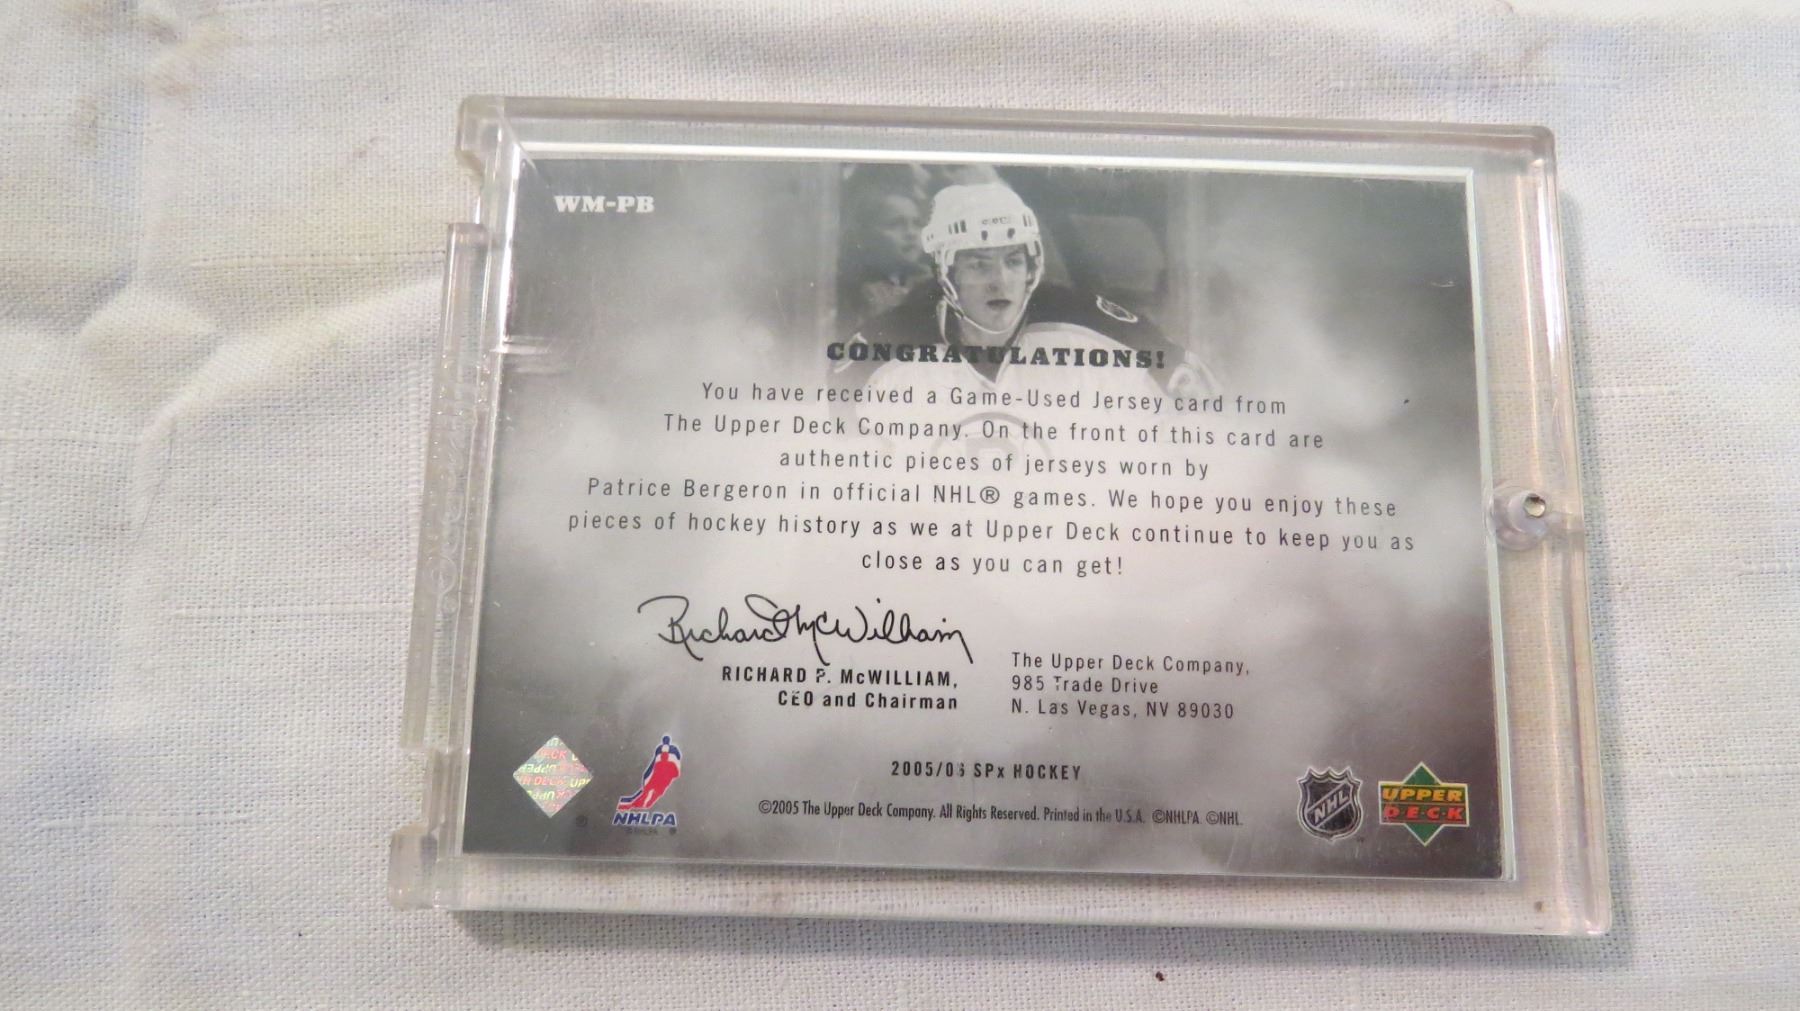 WM-PB
CONGRATULATIONS!
You have received a Game-Used Jersey card from
The Upper Deck Company. On the front of this card are
authentic pieces of jerseys worn by
Patrice Bergeron in official NHL® games. We hope you enjoy these
pieces of hockey history as we at Upper Deck continue to keep you as
close as you can get!
Richard McWilliam
RICHARD P. McWILLIAM,
CEO and Chairman
The Upper Deck Company,
985 Trade Drive
N. Las Vegas, NV 89030
2005/06 SPx HOCKEY
©2005 The Upper Deck Company. All Rights Reserved. Printed in the U.S.A. ©NHLPA. ©NHL.
NHLPA
NHL
UPPER
DECK